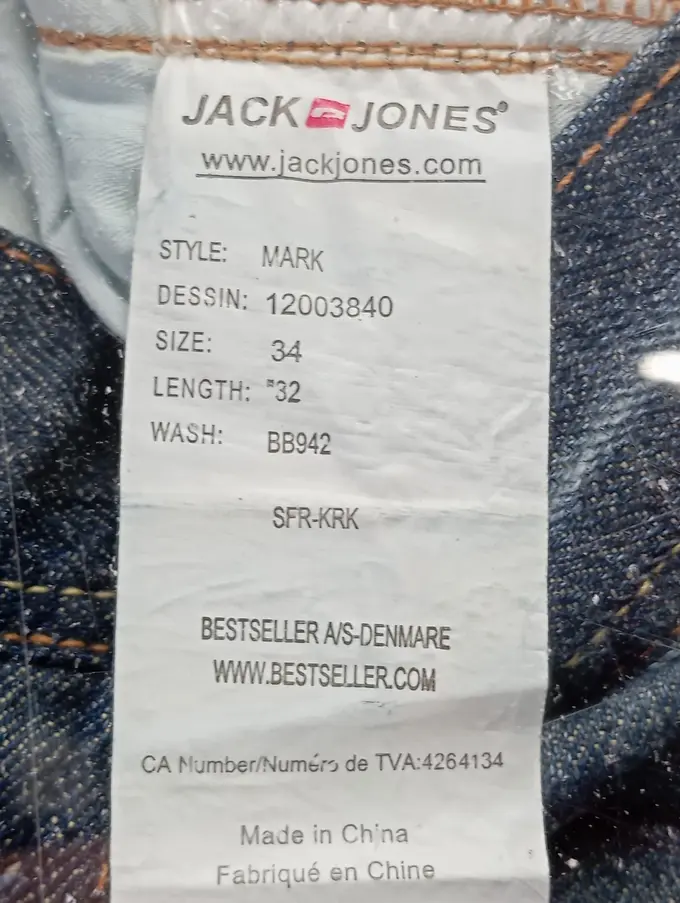 JACK JONES®
www.jackjones.com
STYLE: MARK
DESSIN: 12003840
SIZE: 34
LENGTH: "32
WASH: BB942
SFR-KRK
BESTSELLER A/S-DENMARE
WWW.BESTSELLER.COM
CA Number/Numéro de TVA:4264134
Made in China
Fabriqué en Chine